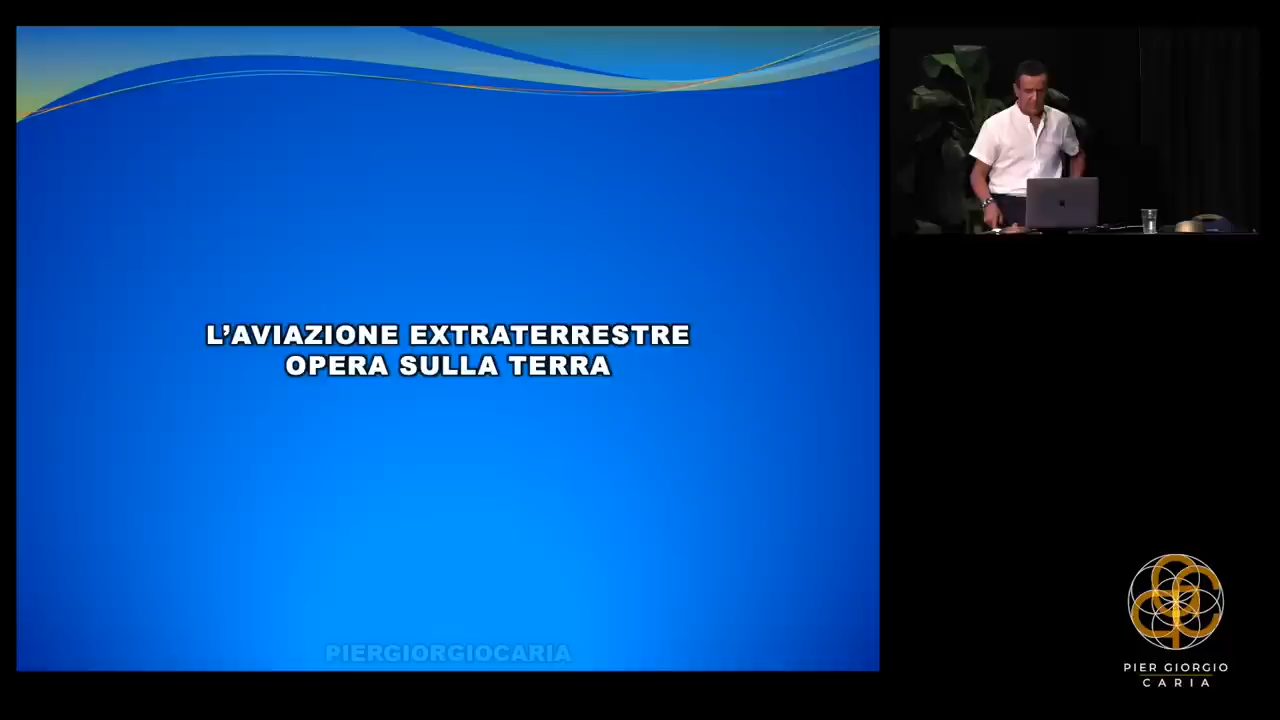 L'AVIAZIONE EXTRATERRESTRE
OPERA SULLA TERRA
PIERGIORGIOCARIA
PIER GIORGIO
CARIA